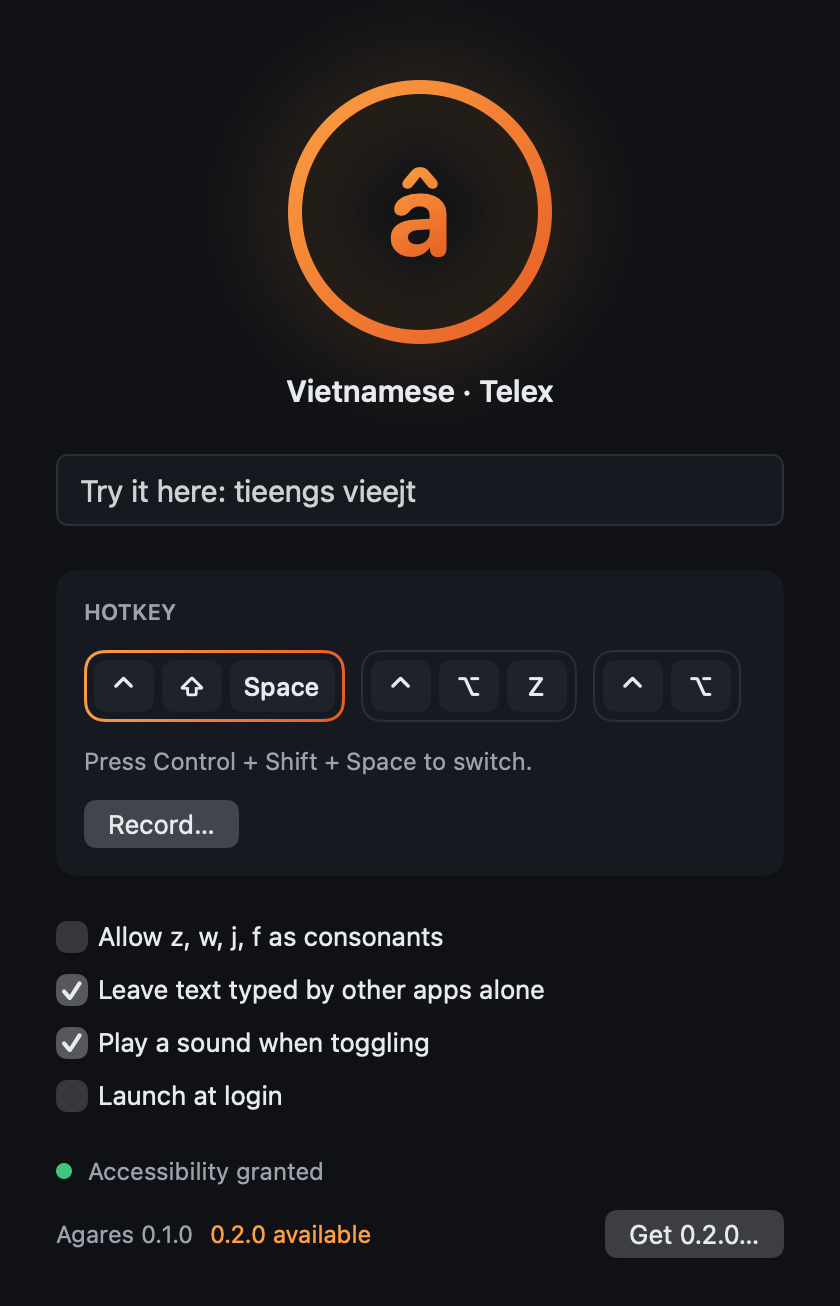 â
Vietnamese · Telex
Try it here: tieengs vieejt
HOTKEY
⌃ ⇧ Space ⌃ ⌥ Z ⌃ ⌥
Press Control + Shift + Space to switch.
Record...
Allow z, w, j, f as consonants
Leave text typed by other apps alone
Play a sound when toggling
Launch at login
Accessibility granted
Agares 0.1.0 0.2.0 available Get 0.2.0...